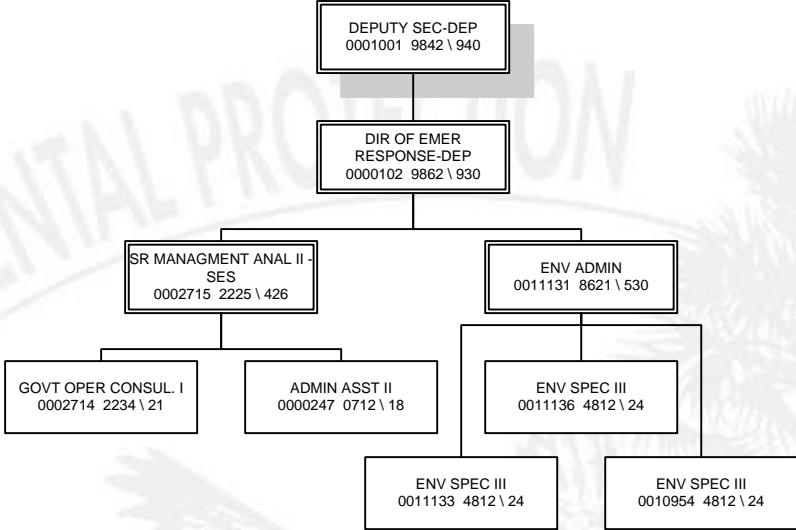 DEPUTY SEC-DEP
0001001 9842 \ 940
DIR OF EMER
RESPONSE-DEP
0000102 9862 \ 930
SR MANAGMENT ANAL II -
SES
0002715 2225 \ 426
ENV ADMIN
0011131 8621 \ 530
GOVT OPER CONSUL. I
0002714 2234 \ 21
ADMIN ASST II
0000247 0712 \ 18
ENV SPEC III
0011136 4812 \ 24
ENV SPEC III
0011133 4812 \ 24
ENV SPEC III
0010954 4812 \ 24